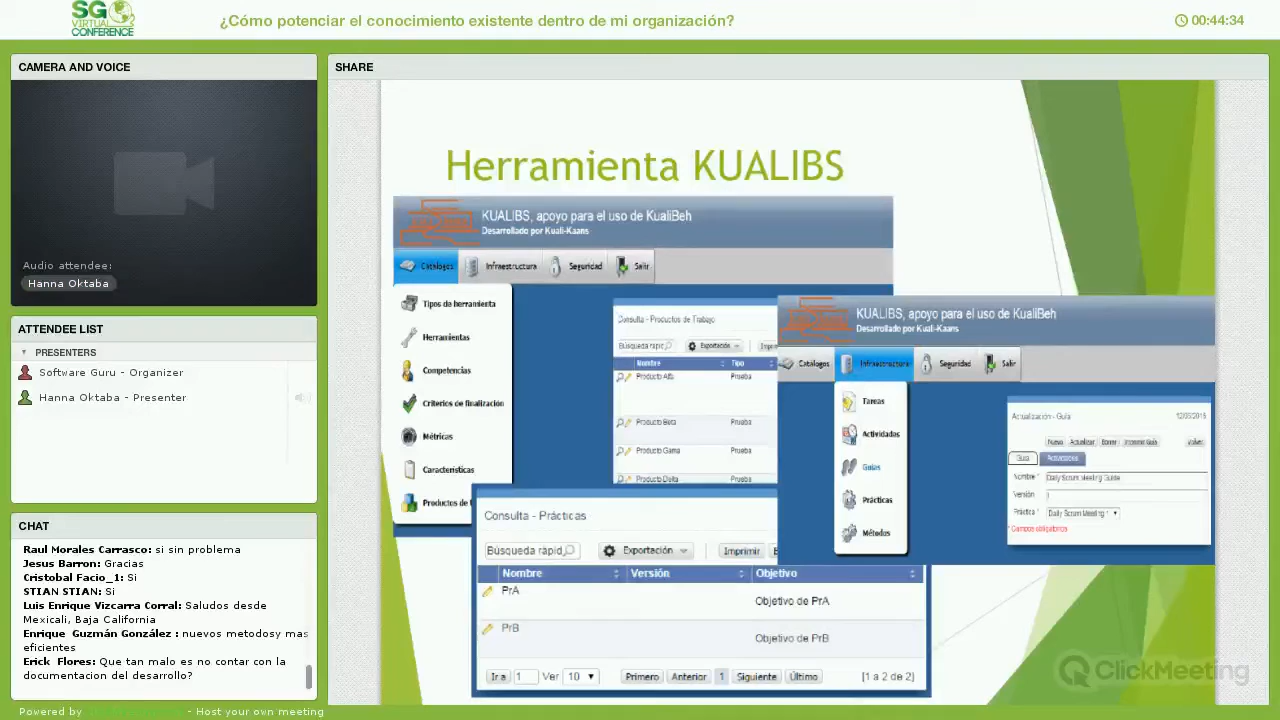 SG
VIRTUAL
CONFERENCE
¿Cómo potenciar el conocimiento existente dentro de mi organización?
00:44:34
CAMERA AND VOICE
Audio attendee:
Hanna Oktaba
ATTENDEE LIST
PRESENTERS
Software Guru - Organizer
Hanna Oktaba - Presenter
CHAT
Raul Morales Carrasco: si sin problema
Jesus Barron: Gracias
Cristobal Facio_1: Si
STIAN STIAN: Si
Luis Enrique Vizcarra Corral: Saludos desde
Mexicali, Baja California
Enrique Guzmán González : nuevos metodosy mas
eficientes
Erick Flores: Que tan malo es no contar con la
documentacion del desarrollo?
Powered by
- Host your own meeting
SHARE
Herramienta KUALIBS
KUALIBS, apoyo para el uso de KualiBeh
Desarrollado por Kuali-Kaans
Catálogos Infraestructura Seguridad Salir
Tipos de herramienta
Herramientas
Competencias
Criterios de finalización
Métricas
Características
Productos de
Consulta - Productos de Trabajo
Búsqueda rápid Exportación Imprim
Nombre Tipo
Producto Alfa Prueba
Producto Beta Prueba
Producto Gama Prueba
Producto Delta Prueba
KUALIBS, apoyo para el uso de KualiBeh
Desarrollado por Kuali-Kaans
Catálogos Infraestructura Seguridad Salir
Tareas
Actividades
Guías
Prácticas
Métodos
Actualización - Guía
Nuevo Actualizar Borrar Imprimir Guía Volver
Guía Actividades
Nombre * Daily Scrum Meeting Guide
Versión
Práctica * Daily Scrum Meeting
* Campos obligatorios
Consulta - Prácticas
Búsqueda rápid Exportación Imprimir
Nombre Versión Objetivo
PrA Objetivo de PrA
PrB Objetivo de PrB
Ir a 1 Ver 10 Primero Anterior 1 Siguiente Último [1 a 2 de 2]
ClickMeeting